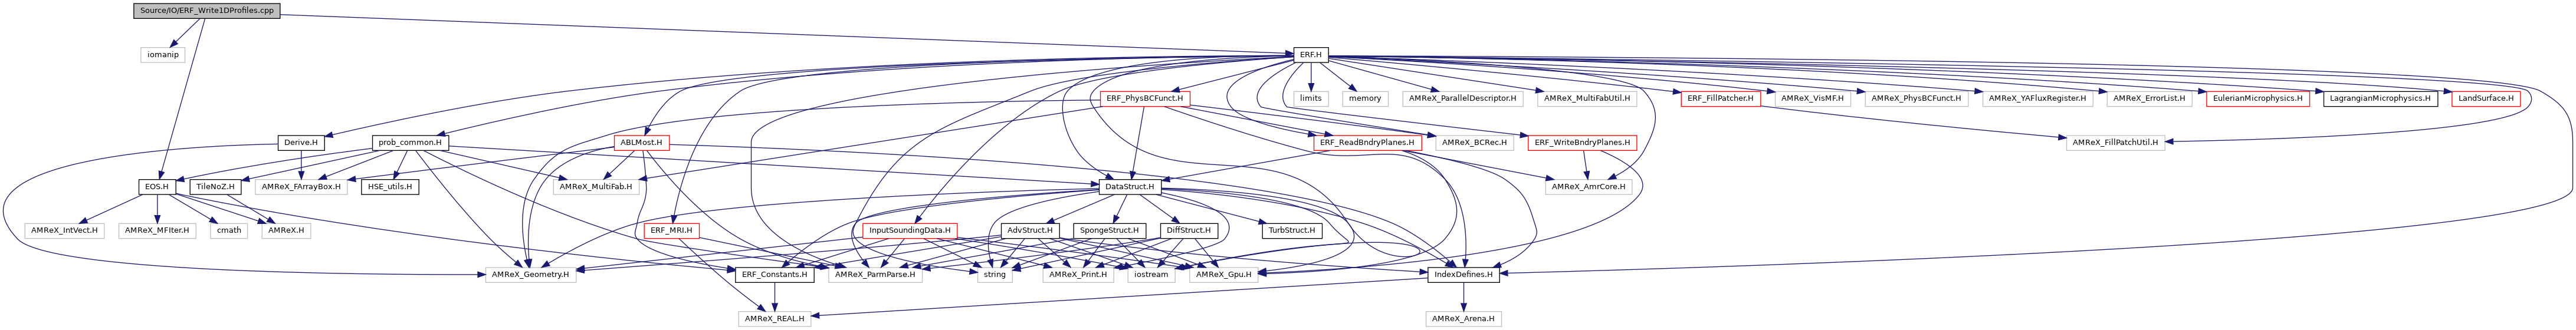 Source/IO/ERF_Write1DProfiles.cpp
iomanip
ERF.H
ERF_PhysBCFunct.H
limits
memory
AMReX_ParallelDescriptor.H
AMReX_MultiFabUtil.H
ERF_FillPatcher.H
AMReX_VisMF.H
AMReX_PhysBCFunct.H
AMReX_YAFluxRegister.H
AMReX_ErrorList.H
EulerianMicrophysics.H
LagrangianMicrophysics.H
LandSurface.H
Derive.H
prob_common.H
ABLMost.H
ERF_ReadBndryPlanes.H
AMReX_BCRec.H
ERF_WriteBndryPlanes.H
AMReX_FillPatchUtil.H
EOS.H
TileNoZ.H
AMReX_FArrayBox.H
HSE_utils.H
AMReX_MultiFab.H
DataStruct.H
AMReX_AmrCore.H
AMReX_IntVect.H
AMReX_MFIter.H
cmath
AMReX.H
ERF_MRI.H
InputSoundingData.H
AdvStruct.H
SpongeStruct.H
DiffStruct.H
TurbStruct.H
AMReX_Geometry.H
ERF_Constants.H
AMReX_ParmParse.H
string
AMReX_Print.H
iostream
AMReX_Gpu.H
IndexDefines.H
AMReX_REAL.H
AMReX_Arena.H